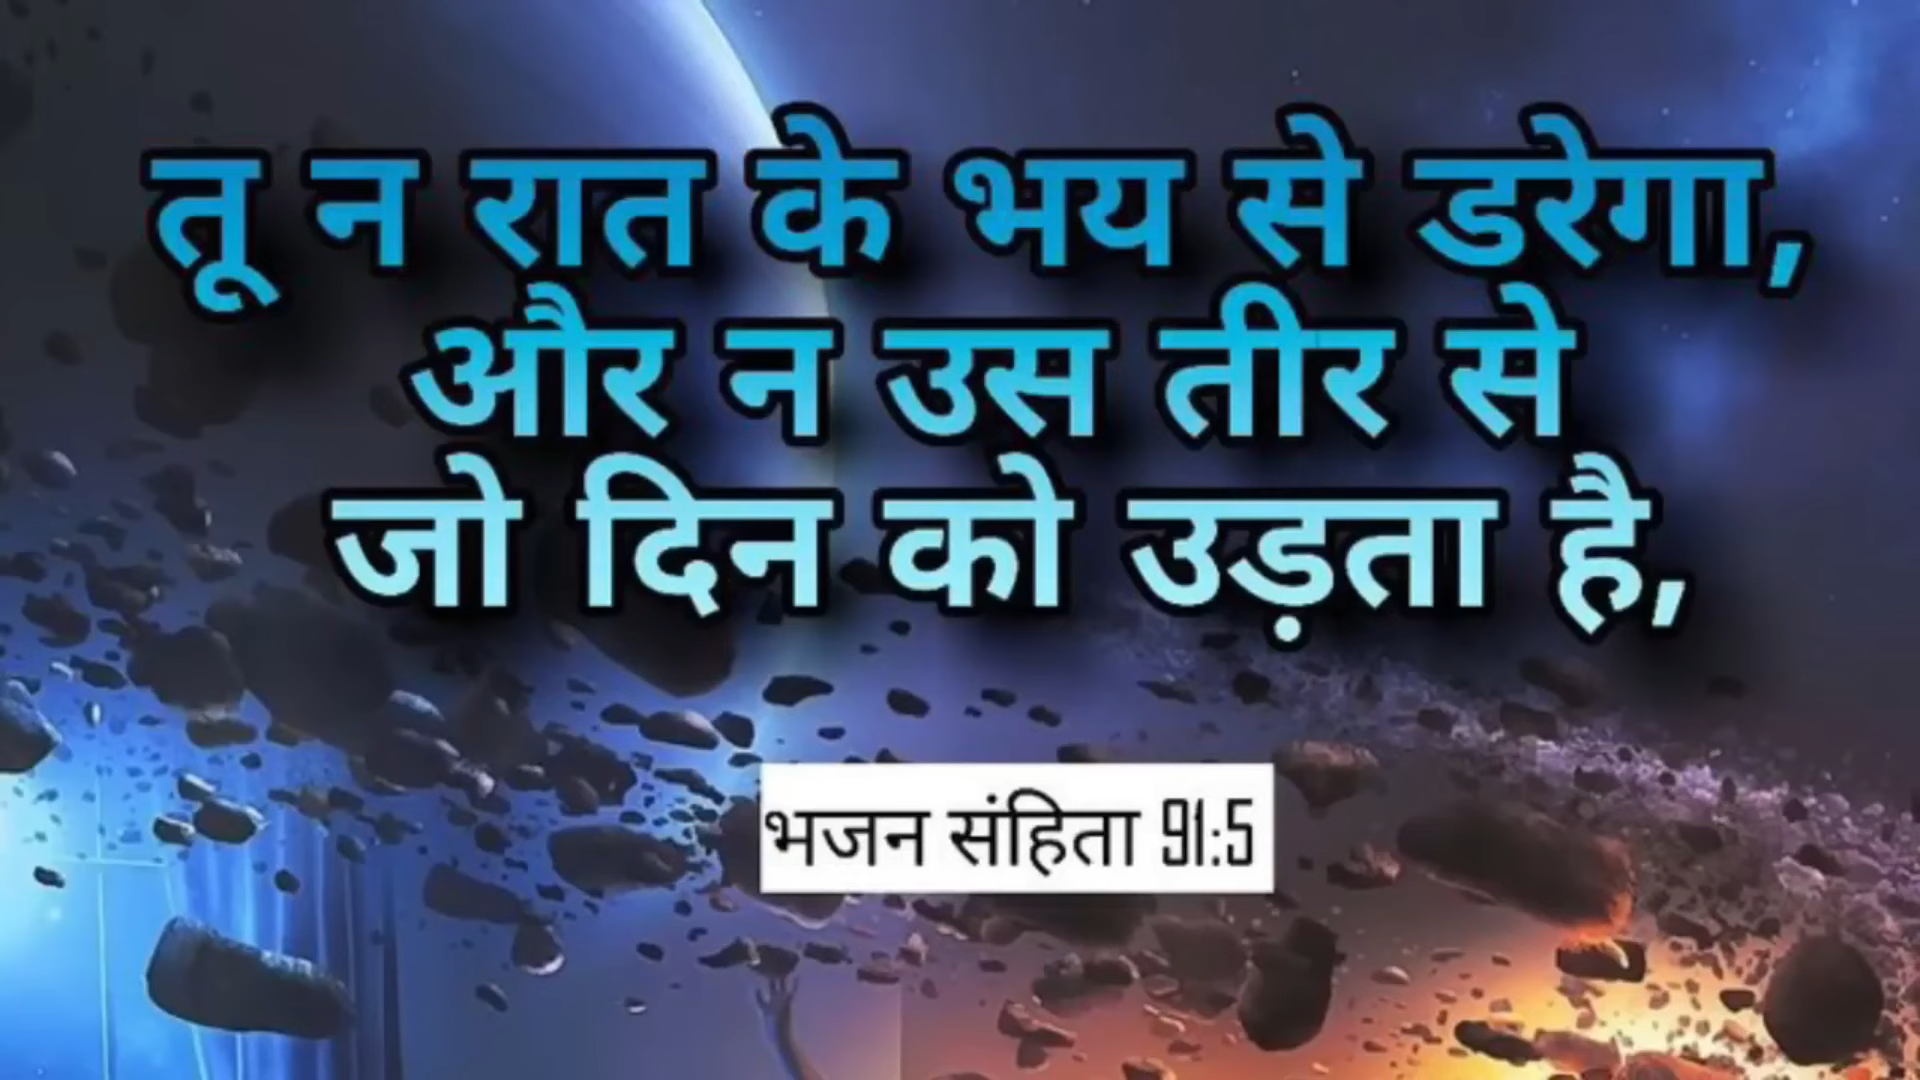 तू न रात के भय से डरेगा,
और न उस तीर से
जो दिन को उड़ता है,
भजन संहिता 91:5